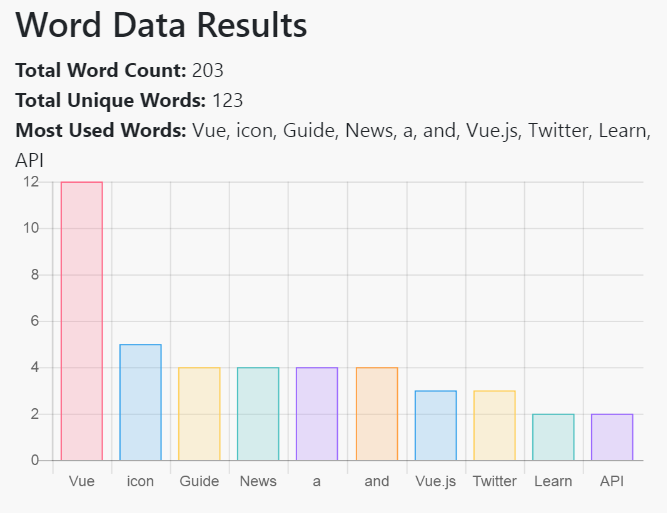 Word Data Results
Total Word Count: 203
Total Unique Words: 123
Most Used Words: Vue, icon, Guide, News, a, and, Vue.js, Twitter, Learn,
API
12
10
8
6
4
2
0
Vue icon Guide News a and Vue.js Twitter Learn API